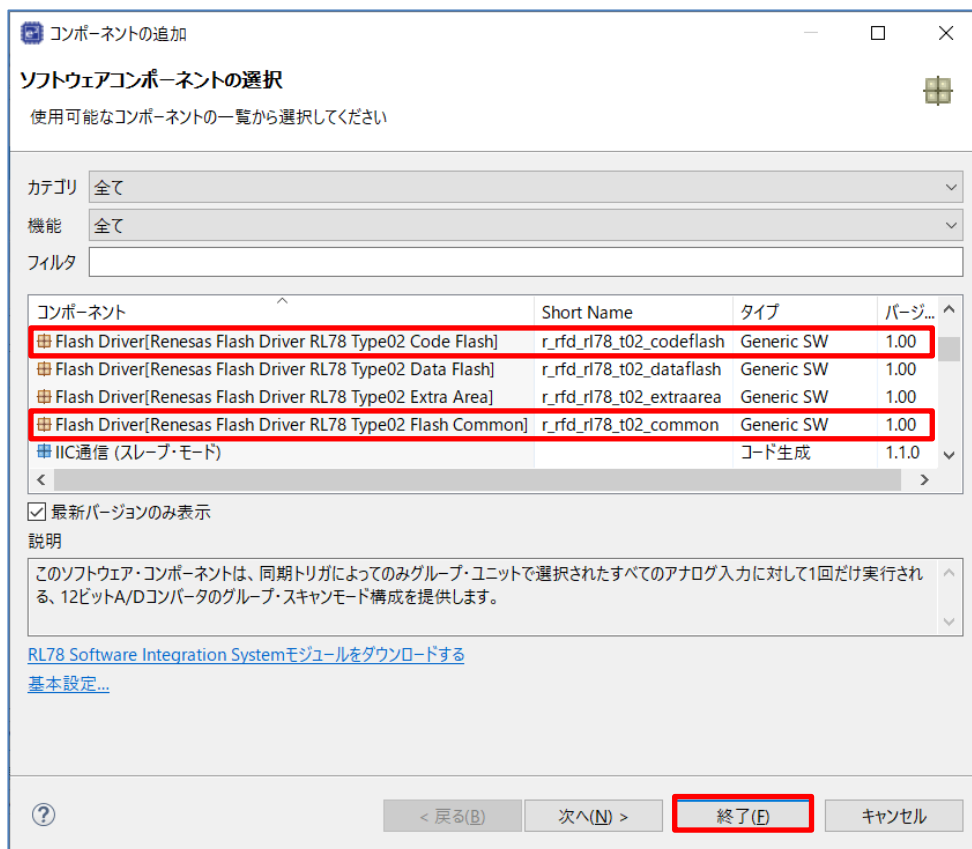 コンポーネントの追加
ソフトウェアコンポーネントの選択
使用可能なコンポーネントの一覧から選択してください
カテゴリ 全て
機能 全て
フィルタ
コンポーネント Short Name タイプ バージ...
Flash Driver[Renesas Flash Driver RL78 Type02 Code Flash] r_rfd_rl78_t02_codeflash Generic SW 1.00
Flash Driver[Renesas Flash Driver RL78 Type02 Data Flash] r_rfd_rl78_t02_dataflash Generic SW 1.00
Flash Driver[Renesas Flash Driver RL78 Type02 Extra Area] r_rfd_rl78_t02_extraarea Generic SW 1.00
Flash Driver[Renesas Flash Driver RL78 Type02 Flash Common] r_rfd_rl78_t02_common Generic SW 1.00
IIC通信 (スレーブ・モード) コード生成 1.1.0
最新バージョンのみ表示
説明
このソフトウェア・コンポーネントは、同期トリガによってのみグループ・ユニットで選択されたすべてのアナログ入力に対して1回だけ実行され
る、12ビットA/Dコンバータのグループ・スキャンモード構成を提供します。
RL78 Software Integration Systemモジュールをダウンロードする
基本設定...
< 戻る(B) 次へ(N) > 終了(F) キャンセル